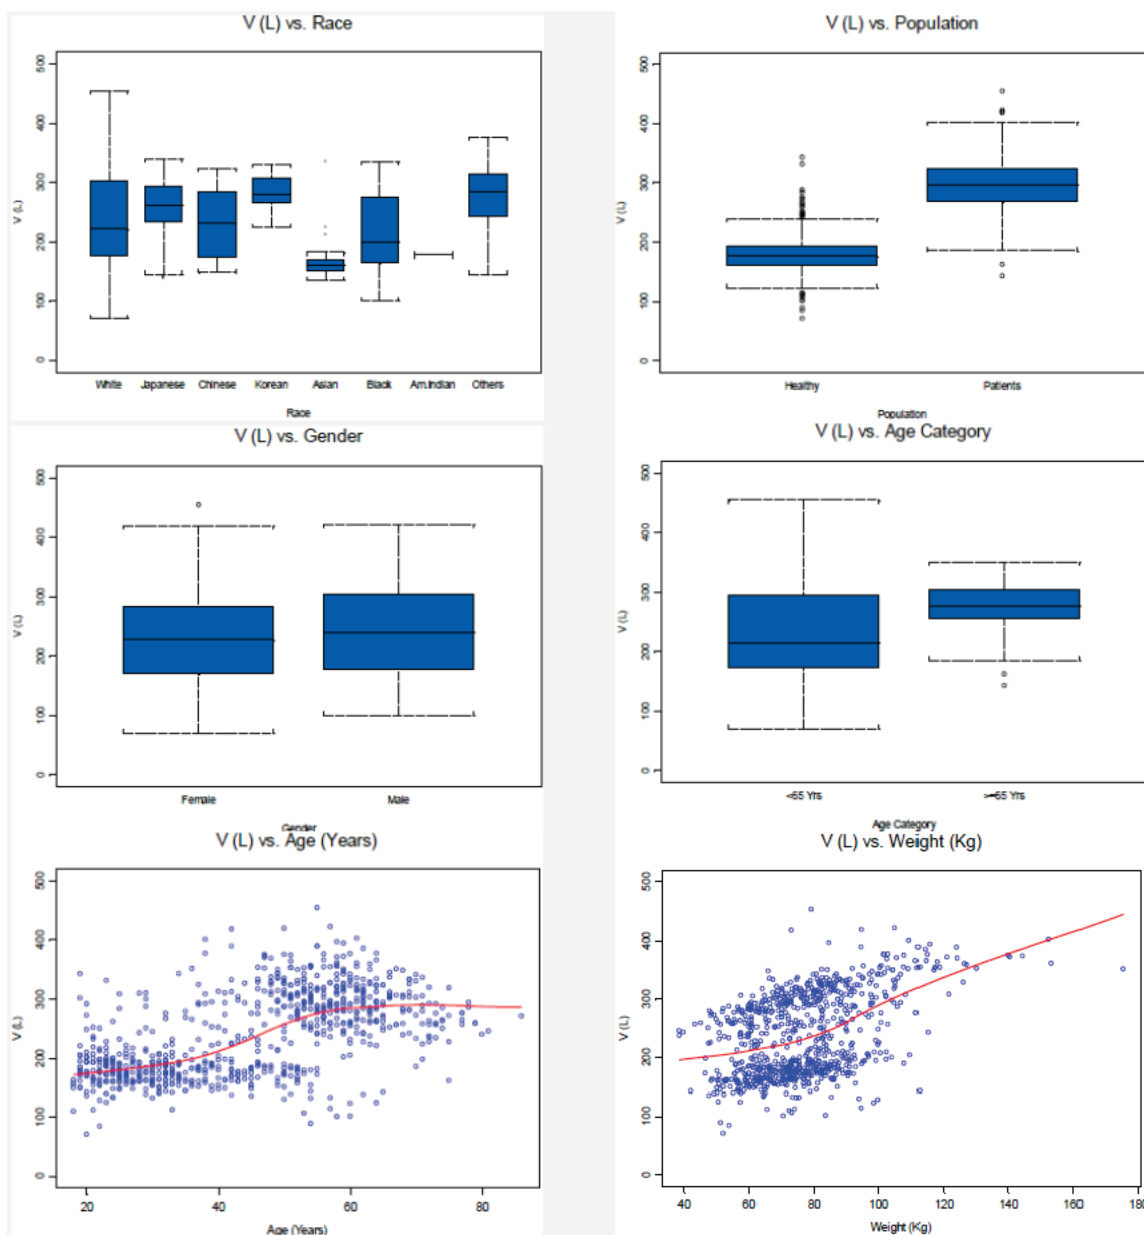 V (L) vs. Race
V (L)
500
400
300
200
100
0
White Japanese Chinese Korean Asian Black Am.Indian Others
Race
V (L) vs. Population
V (L)
500
400
300
200
100
0
Healthy Patients
Population
V (L) vs. Gender
V (L)
500
400
300
200
100
0
Female Male
Gender
V (L) vs. Age Category
V (L)
500
400
300
200
100
0
<65 Yrs >=65 Yrs
Age Category
V (L) vs. Age (Years)
V (L)
500
400
300
200
100
0
20 40 60 80
Age (Years)
V (L) vs. Weight (Kg)
V (L)
500
400
300
200
100
0
40 60 80 100 120 140 160 180
Weight (Kg)